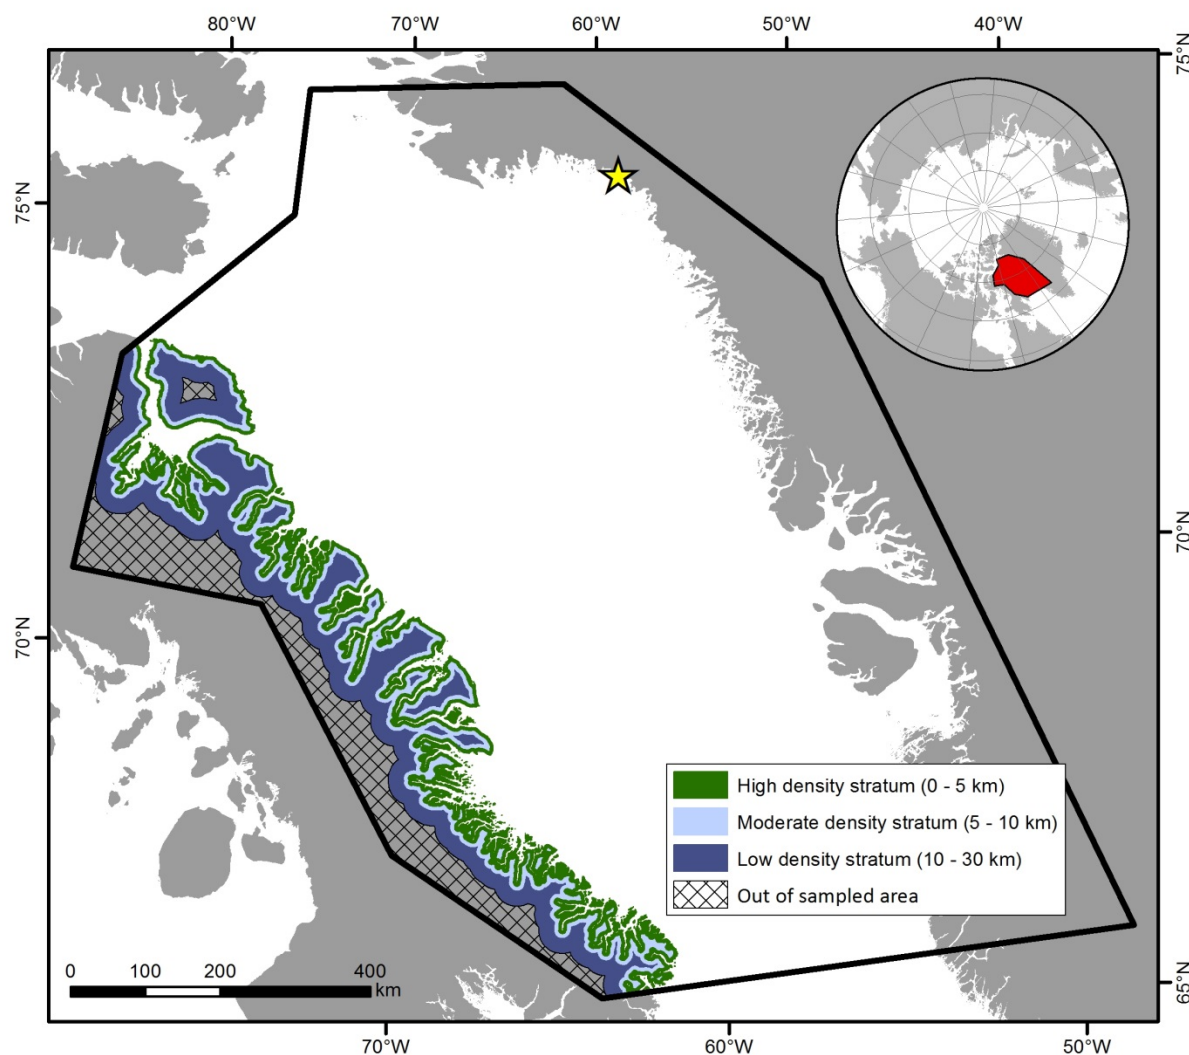 80°W 70°W 60°W 50°W 40°W
75°N
75°N
70°N
70°N
High density stratum (0 - 5 km)
Moderate density stratum (5 - 10 km)
Low density stratum (10 - 30 km)
Out of sampled area
0 100 200 400
km
65°N
70°W 60°W 50°W